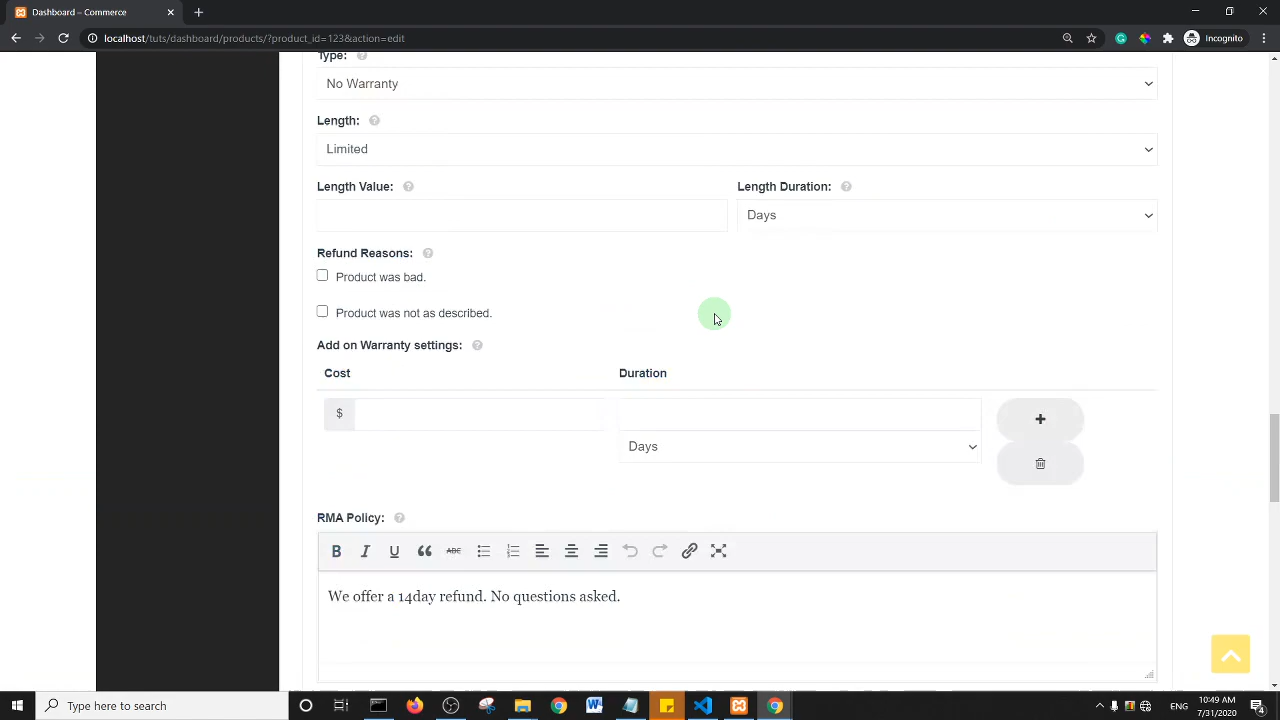 Dashboard – Commerce
localhost/tuts/dashboard/products/?product_id=123&action=edit
Incognito
Type:
No Warranty
Length:
Limited
Length Value:
Length Duration:
Days
Refund Reasons:
Product was bad.
Product was not as described.
Add on Warranty settings:
Cost
Duration
$
Days
RMA Policy:
B I U ABC
We offer a 14day refund. No questions asked.
Type here to search
10:49 AM
7/31/2020